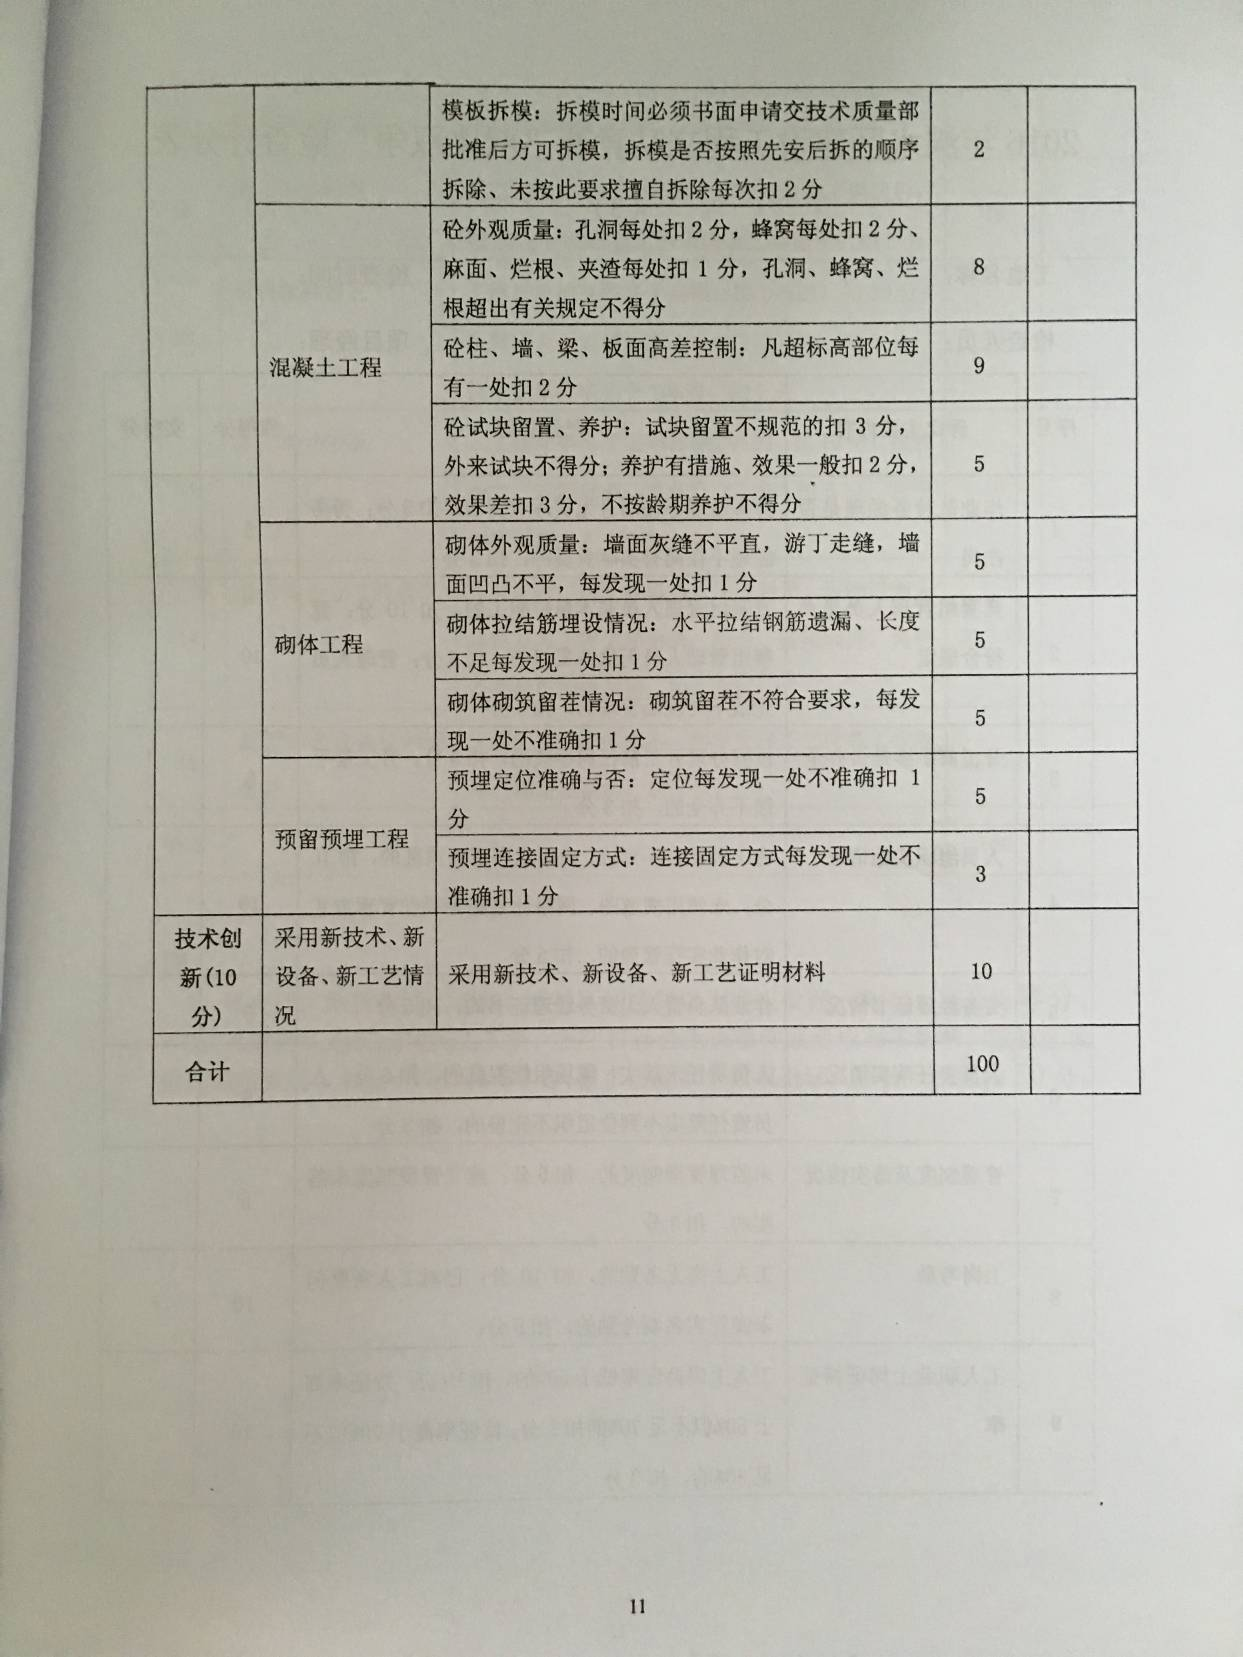 模板拆模：拆模时间必须书面申请交技术质量部
批准后方可拆模，拆模是否按照先安后拆的顺序
拆除、未按此要求擅自拆除每次扣 2 分
2
混凝土工程
砼外观质量：孔洞每处扣 2 分，蜂窝每处扣 2 分、
麻面、烂根、夹渣每处扣 1 分，孔洞、蜂窝、烂
根超出有关规定不得分
8
砼柱、墙、梁、板面高差控制：凡超标高部位每
有一处扣 2 分
9
砼试块留置、养护：试块留置不规范的扣 3 分，
外来试块不得分；养护有措施、效果一般扣 2 分，
效果差扣 3 分，不按龄期养护不得分
5
砌体工程
砌体外观质量：墙面灰缝不平直，游丁走缝，墙
面凹凸不平，每发现一处扣 1 分
5
砌体拉结筋埋设情况：水平拉结钢筋遗漏、长度
不足每发现一处扣 1 分
5
砌体砌筑留茬情况：砌筑留茬不符合要求，每发
现一处不准确扣 1 分
5
预留预埋工程
预埋定位准确与否：定位每发现一处不准确扣 1
分
5
预埋连接固定方式：连接固定方式每发现一处不
准确扣 1 分
3
技术创
新(10
分)
采用新技术、新
设备、新工艺情
况
采用新技术、新设备、新工艺证明材料
10
合计
100
11